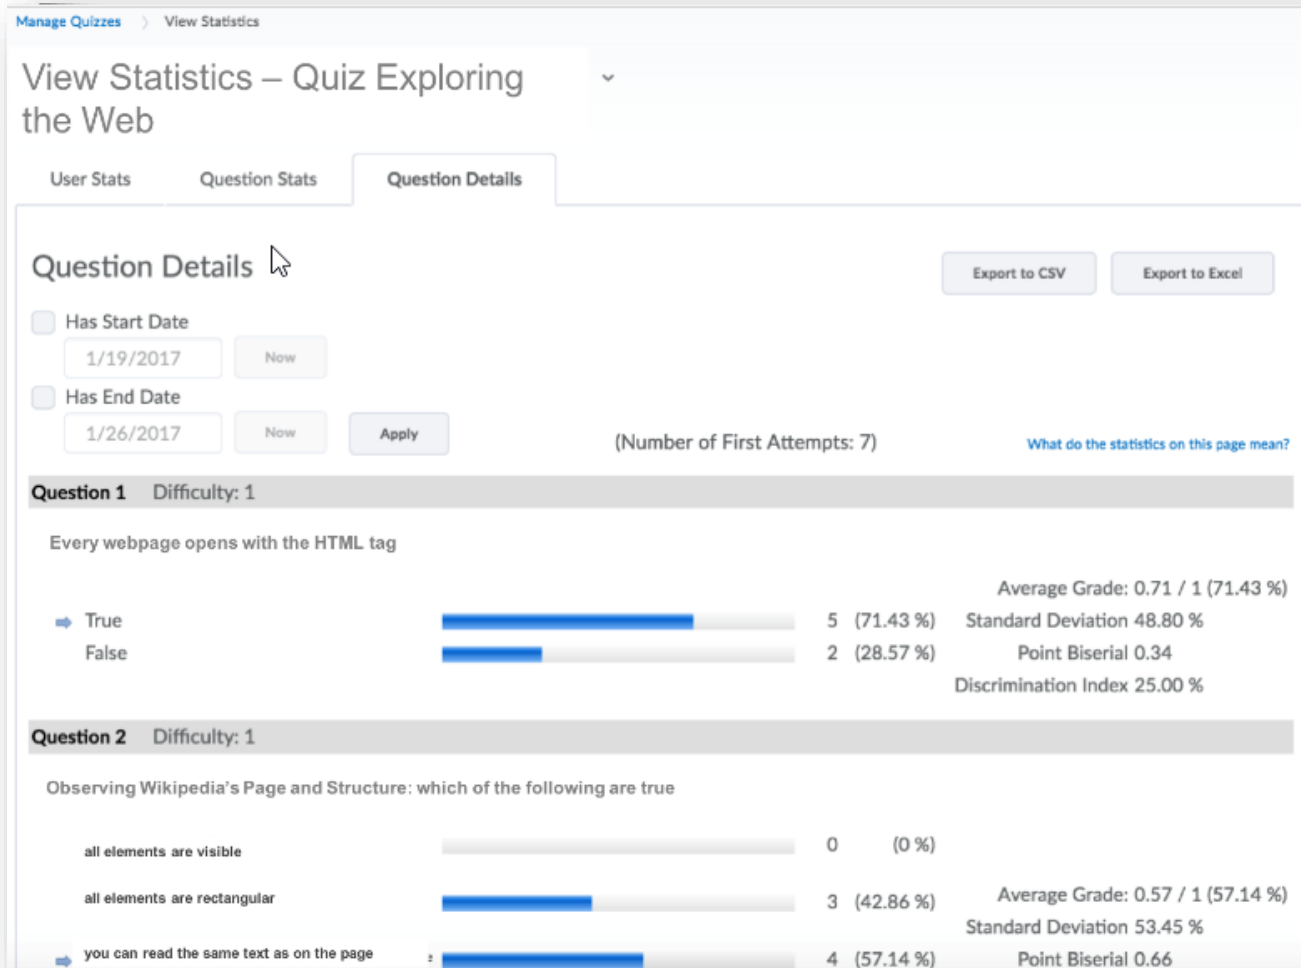 Manage Quizzes > View Statistics
View Statistics – Quiz Exploring
the Web
User Stats Question Stats Question Details
Question Details
Export to CSV Export to Excel
Has Start Date
1/19/2017 Now
Has End Date
1/26/2017 Now Apply
(Number of First Attempts: 7) What do the statistics on this page mean?
Question 1 Difficulty: 1
Every webpage opens with the HTML tag
Average Grade: 0.71 / 1 (71.43 %)
True 5 (71.43 %) Standard Deviation 48.80 %
False 2 (28.57 %) Point Biserial 0.34
Discrimination Index 25.00 %
Question 2 Difficulty: 1
Observing Wikipedia's Page and Structure: which of the following are true
all elements are visible 0 (0 %)
all elements are rectangular 3 (42.86 %) Average Grade: 0.57 / 1 (57.14 %)
Standard Deviation 53.45 %
you can read the same text as on the page 4 (57.14 %) Point Biserial 0.66